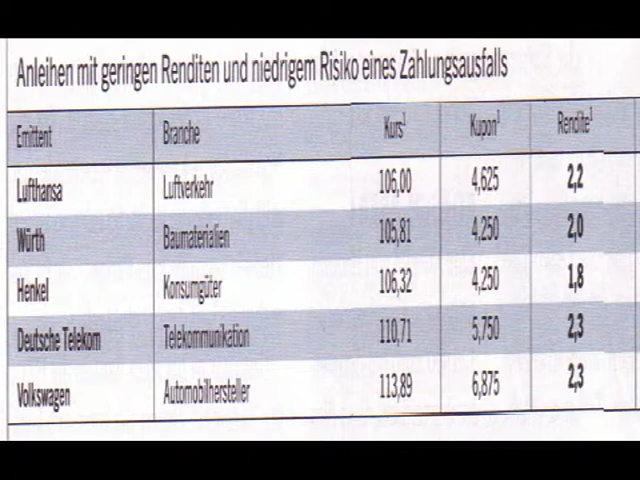 Anleihen mit geringen Renditen und niedrigem Risiko eines Zahlungsausfalls
Emittent Branche Kurs¹ Kupon² Rendite³
Lufthansa Luftverkehr 106,00 4,625 2,2
Würth Baumaterialien 105,81 4,250 2,0
Henkel Konsumgüter 106,32 4,250 1,8
Deutsche Telekom Telekommunikation 110,71 5,750 2,3
Volkswagen Automobilhersteller 113,89 6,875 2,3